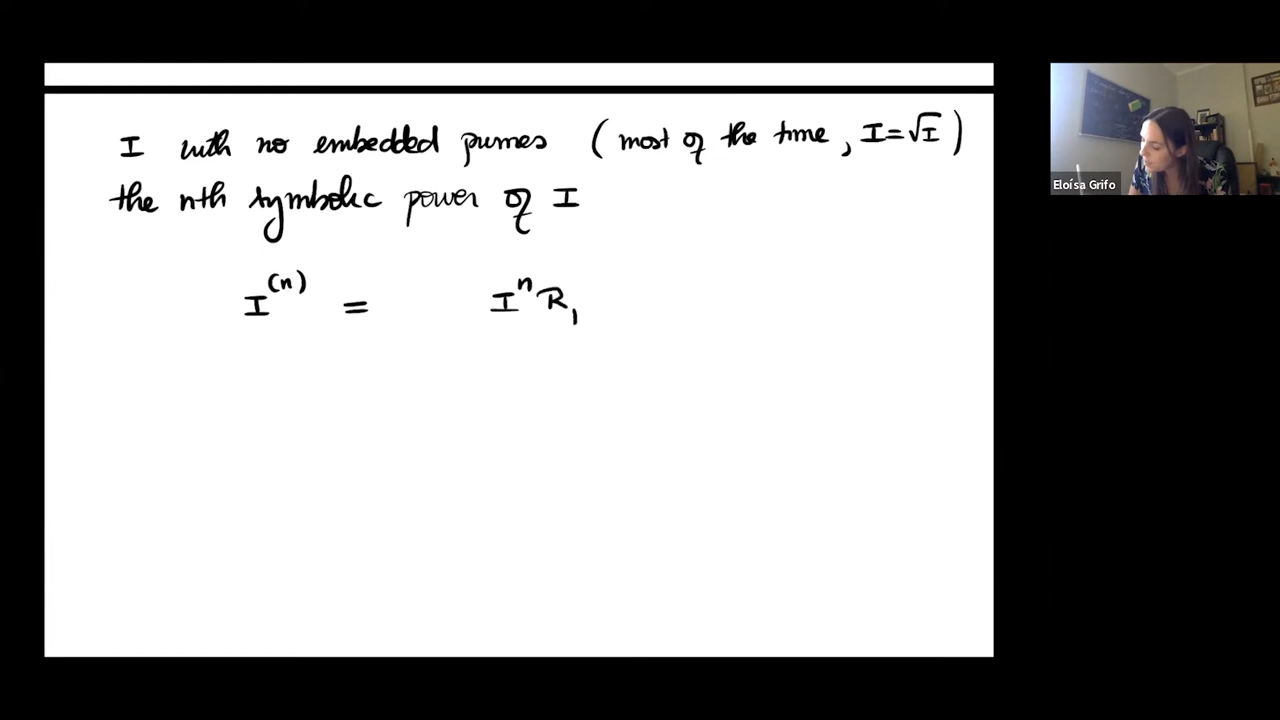 I with no embedded primes (most of the time, I=√I)
the nth symbolic power of I
I^(n) = I^n R,
Eloísa Grifo